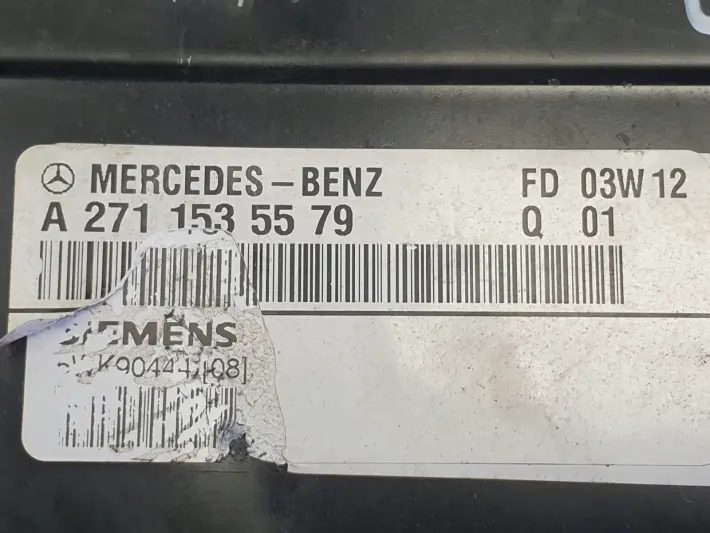 MERCEDES-BENZ FD 03W12
A 271 153 55 79 Q 01
SIEMENS